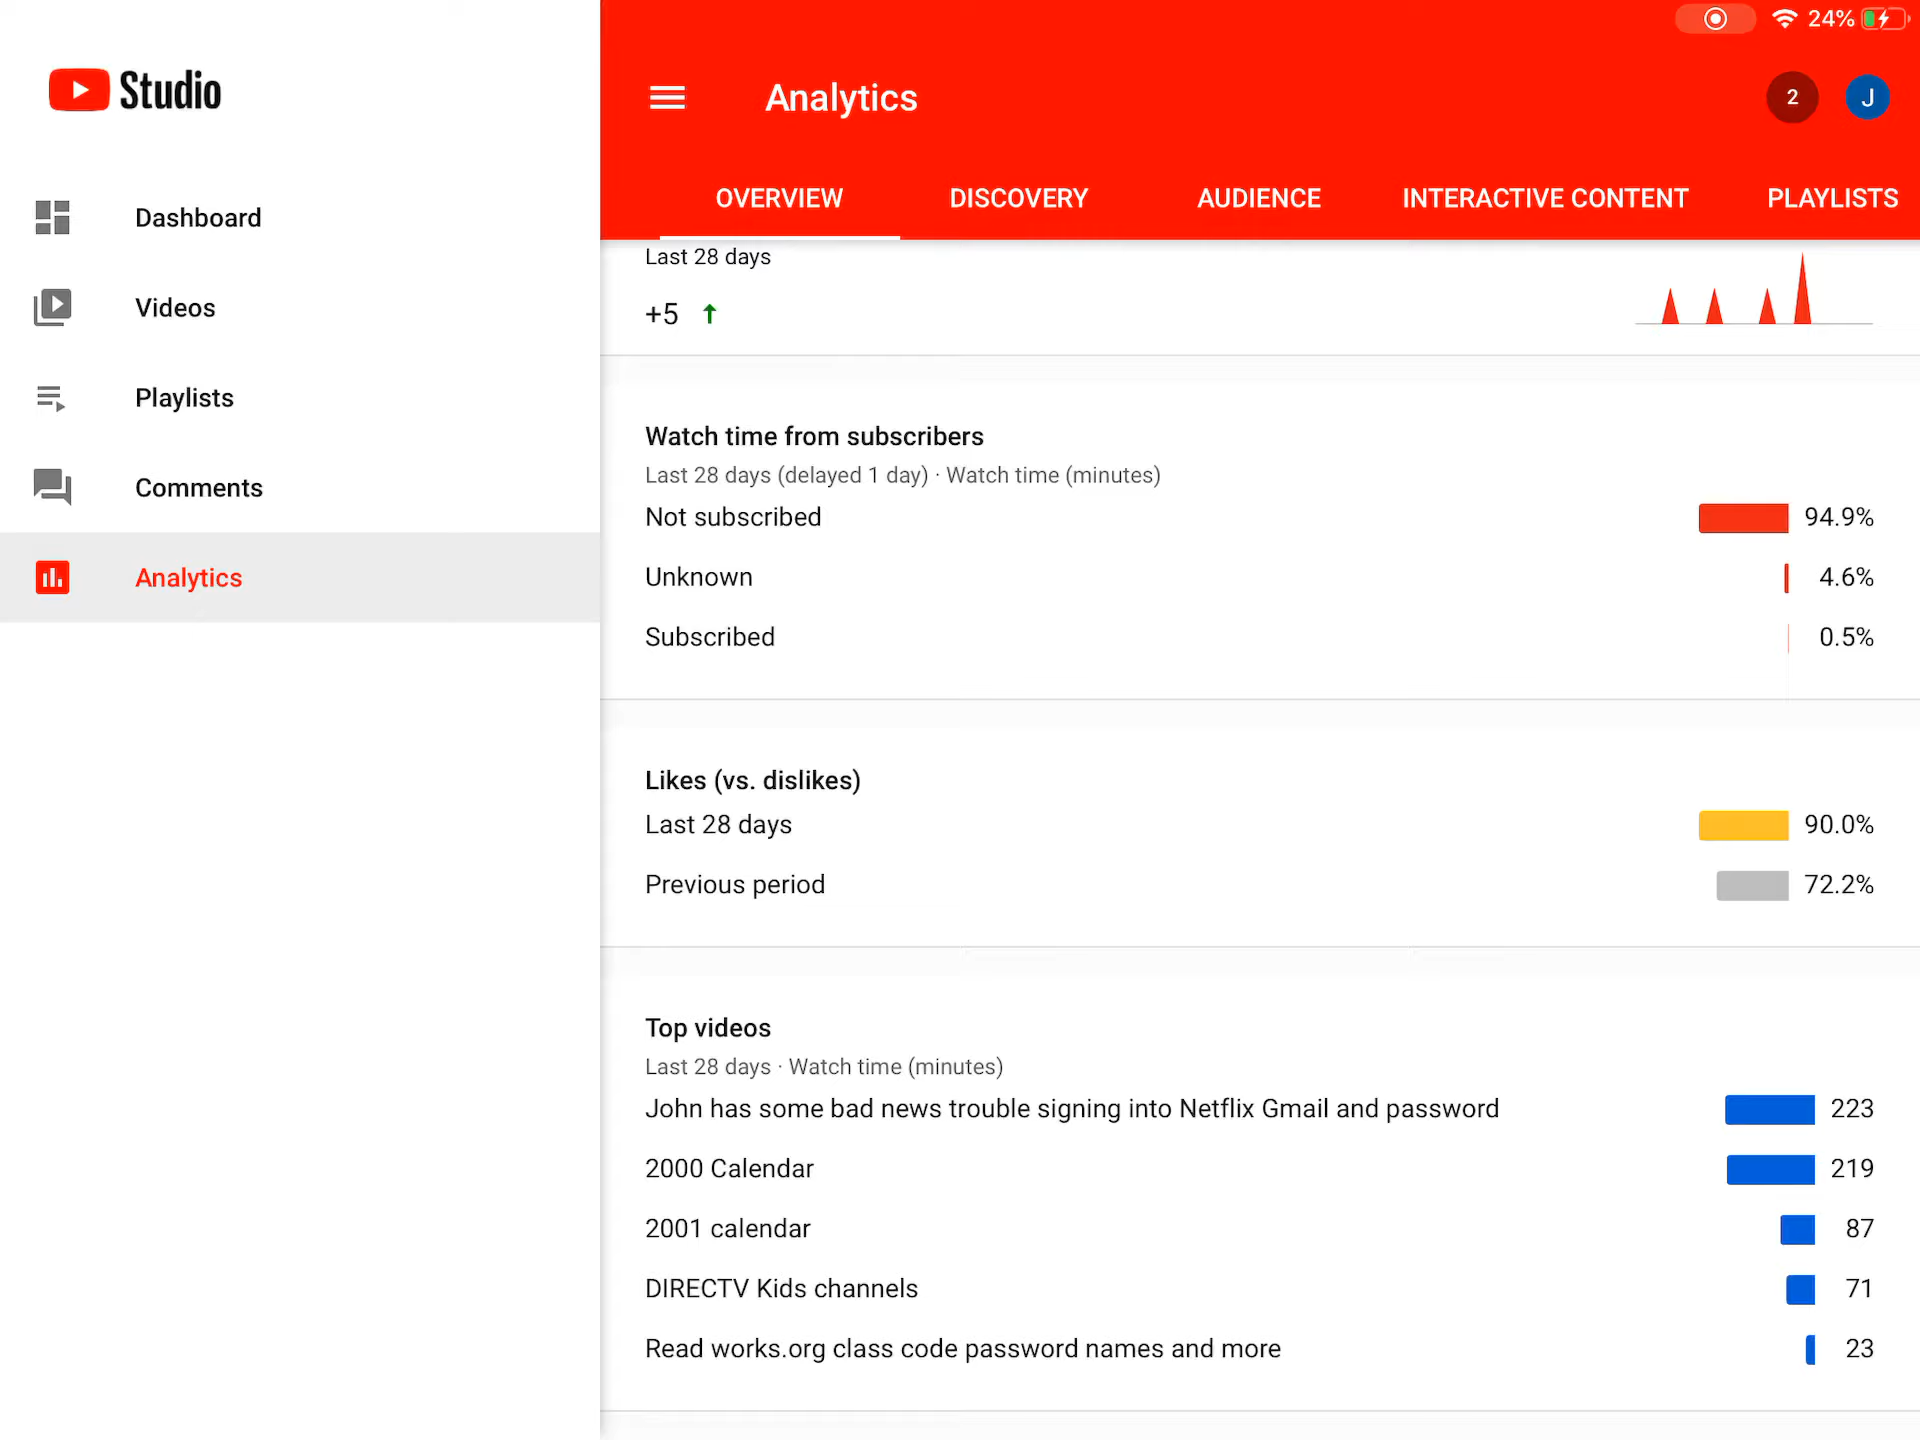 24%
Studio
Analytics
2
J
Dashboard
Videos
Playlists
Comments
Analytics
OVERVIEW
DISCOVERY
AUDIENCE
INTERACTIVE CONTENT
PLAYLISTS
Last 28 days
+5
Watch time from subscribers
Last 28 days (delayed 1 day) · Watch time (minutes)
Not subscribed 94.9%
Unknown 4.6%
Subscribed 0.5%
Likes (vs. dislikes)
Last 28 days 90.0%
Previous period 72.2%
Top videos
Last 28 days · Watch time (minutes)
John has some bad news trouble signing into Netflix Gmail and password 223
2000 Calendar 219
2001 calendar 87
DIRECTV Kids channels 71
Read works.org class code password names and more 23